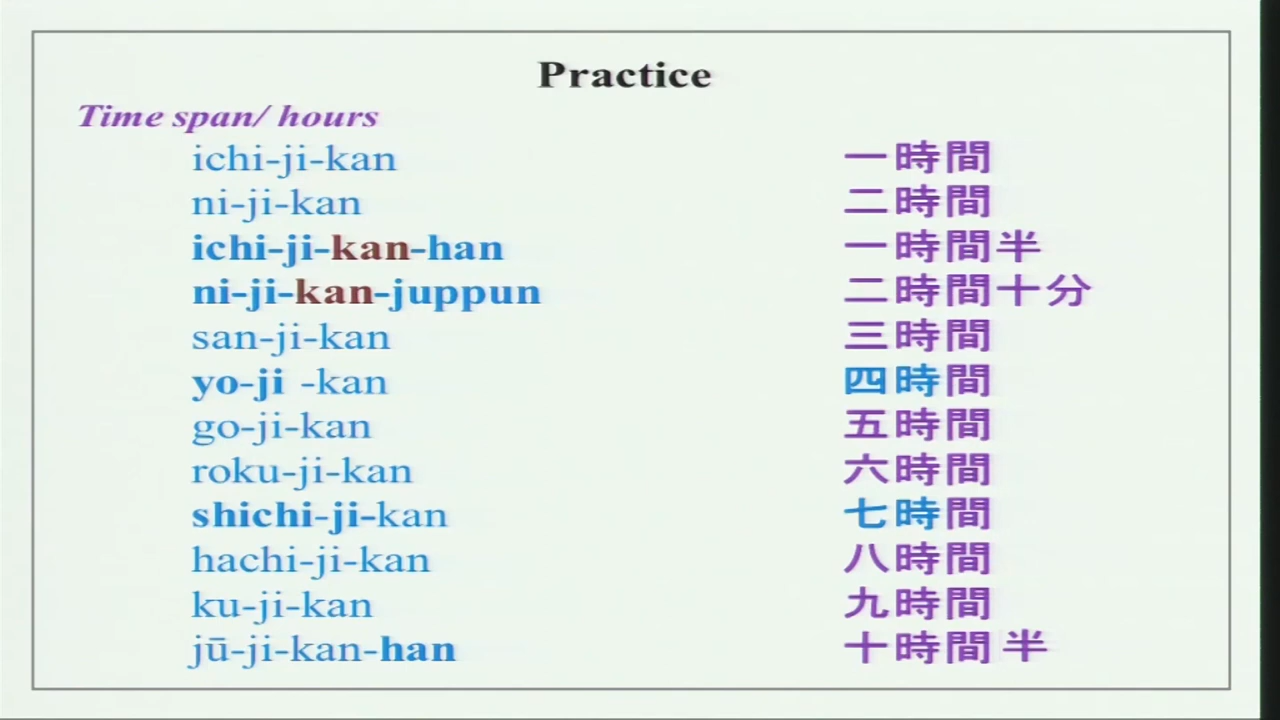 Practice
Time span/ hours
ichi-ji-kan 一時間
ni-ji-kan 二時間
ichi-ji-kan-han 一時間半
ni-ji-kan-juppun 二時間十分
san-ji-kan 三時間
yo-ji -kan 四時間
go-ji-kan 五時間
roku-ji-kan 六時間
shichi-ji-kan 七時間
hachi-ji-kan 八時間
ku-ji-kan 九時間
jū-ji-kan-han 十時間半